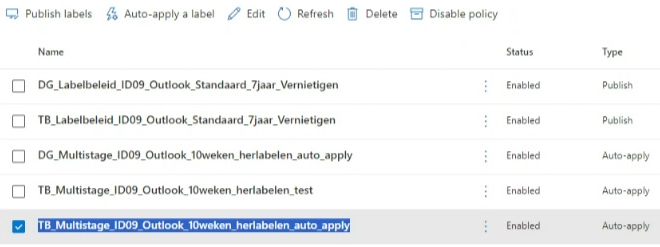 Publish labels Auto-apply a label Edit Refresh Delete Disable policy
Name Status Type
DG_Labelbeleid_ID09_Outlook_Standaard_7jaar_Vernietigen Enabled Publish
TB_Labelbeleid_ID09_Outlook_Standaard_7jaar_Vernietigen Enabled Publish
DG_Multistage_ID09_Outlook_10weken_herlabelen_auto_apply Enabled Auto-apply
TB_Multistage_ID09_Outlook_10weken_herlabelen_test Enabled Auto-apply
TB_Multistage_ID09_Outlook_10weken_herlabelen_auto_apply Enabled Auto-apply